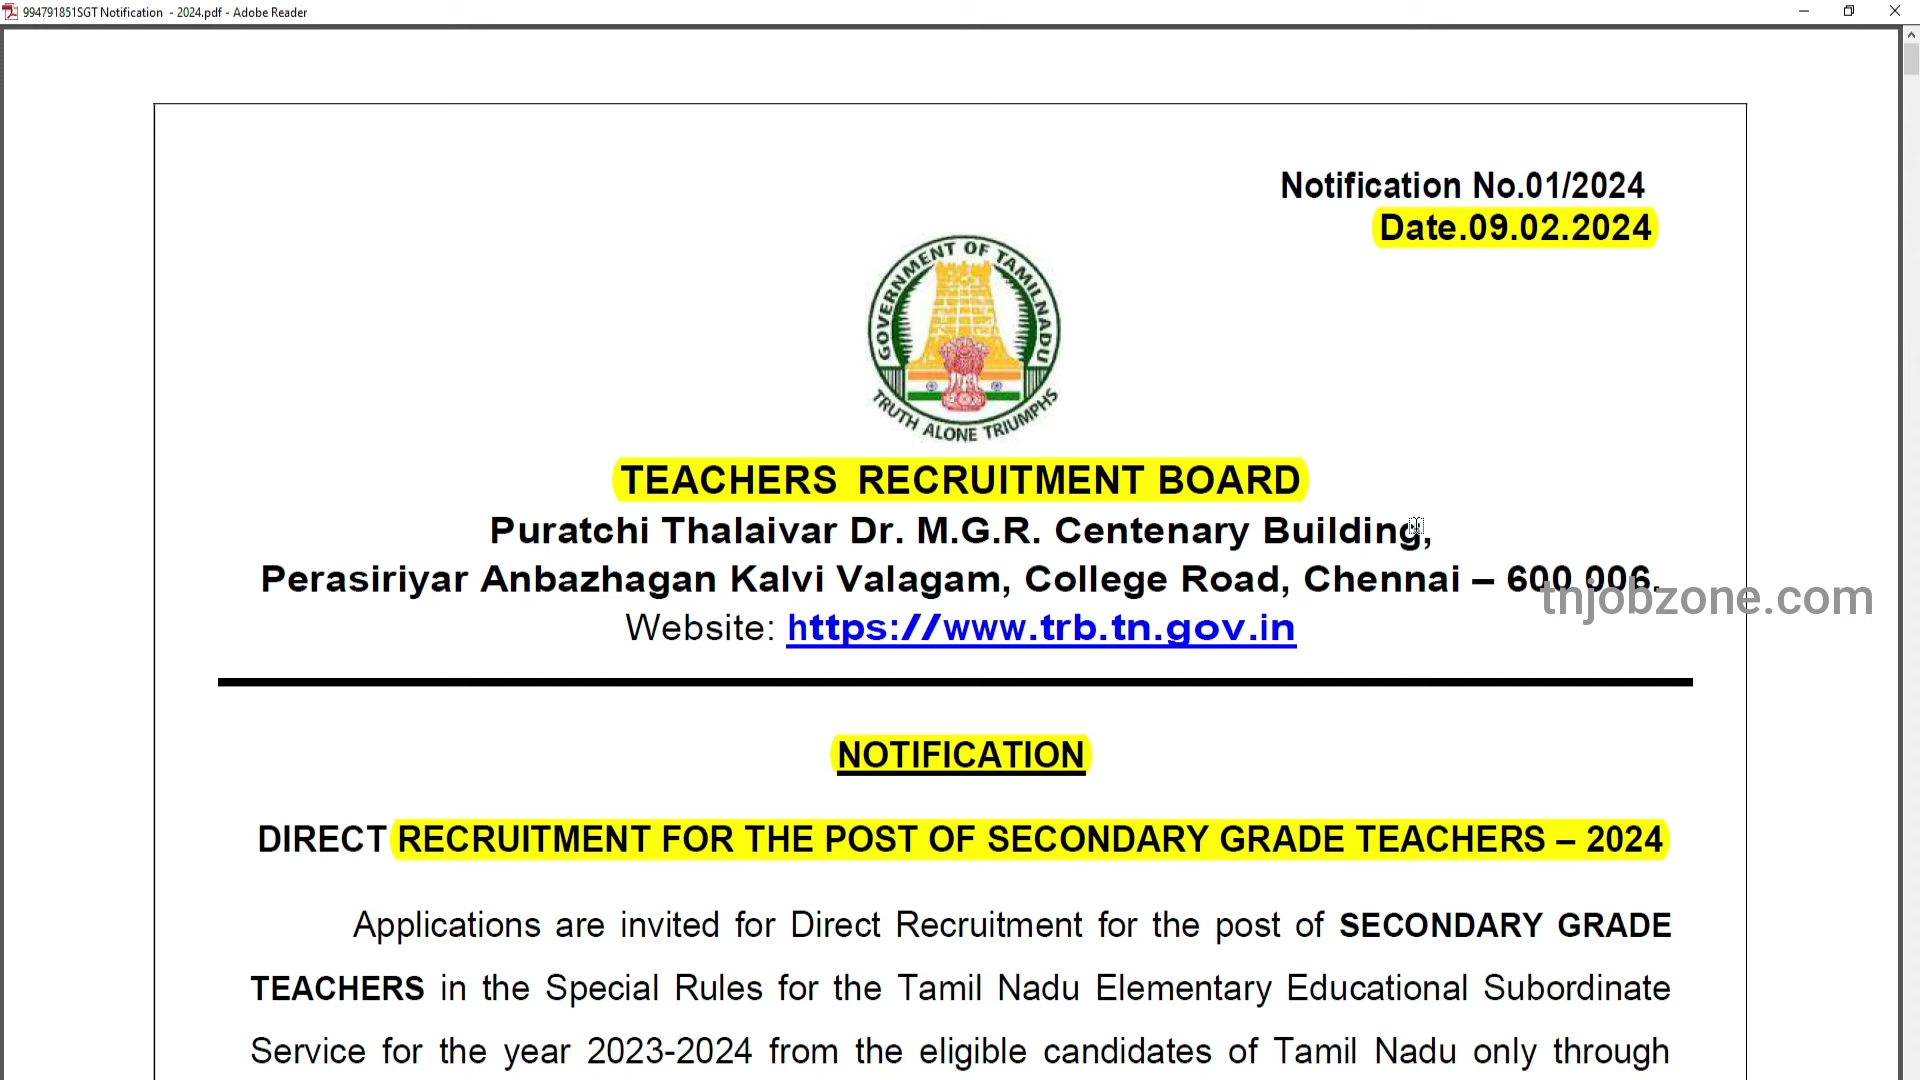 994791851SGT Notification - 2024.pdf - Adobe Reader
Notification No.01/2024
Date.09.02.2024
GOVERNMENT OF TAMILNADU
TRUTH ALONE TRIUMPHS
TEACHERS RECRUITMENT BOARD
Puratchi Thalaivar Dr. M.G.R. Centenary Building,
Perasiriyar Anbazhagan Kalvi Valagam, College Road, Chennai – 600 006.
tnjobzone.com
Website: https://www.trb.tn.gov.in
NOTIFICATION
DIRECT RECRUITMENT FOR THE POST OF SECONDARY GRADE TEACHERS – 2024
Applications are invited for Direct Recruitment for the post of SECONDARY GRADE
TEACHERS in the Special Rules for the Tamil Nadu Elementary Educational Subordinate
Service for the year 2023-2024 from the eligible candidates of Tamil Nadu only through